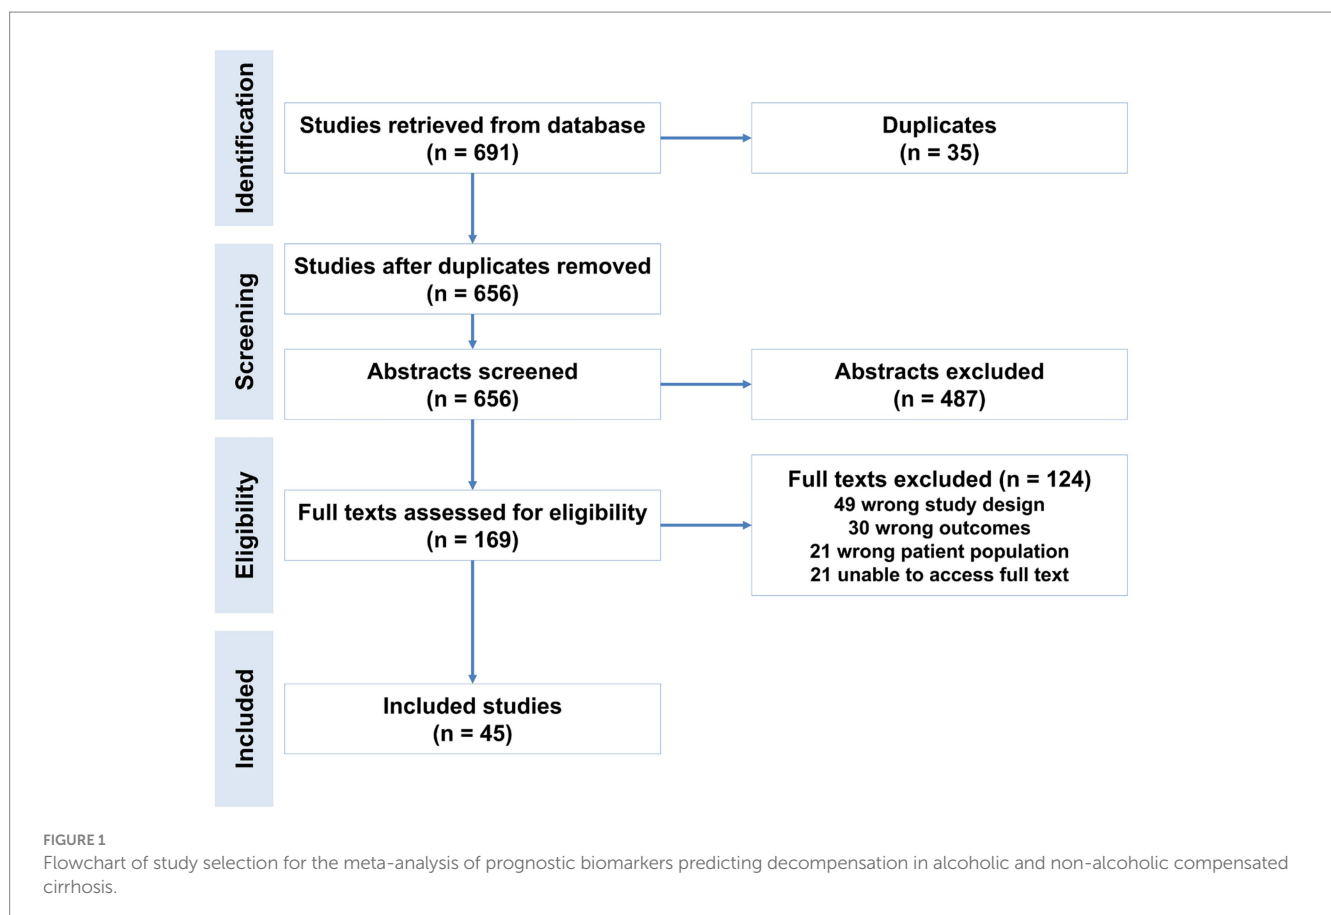 Identification
Studies retrieved from database
(n = 691)
Duplicates
(n = 35)
Screening
Studies after duplicates removed
(n = 656)
Abstracts screened
(n = 656)
Abstracts excluded
(n = 487)
Eligibility
Full texts assessed for eligibility
(n = 169)
Full texts excluded (n = 124)
49 wrong study design
30 wrong outcomes
21 wrong patient population
21 unable to access full text
Included
Included studies
(n = 45)
FIGURE 1
Flowchart of study selection for the meta-analysis of prognostic biomarkers predicting decompensation in alcoholic and non-alcoholic compensated
cirrhosis.